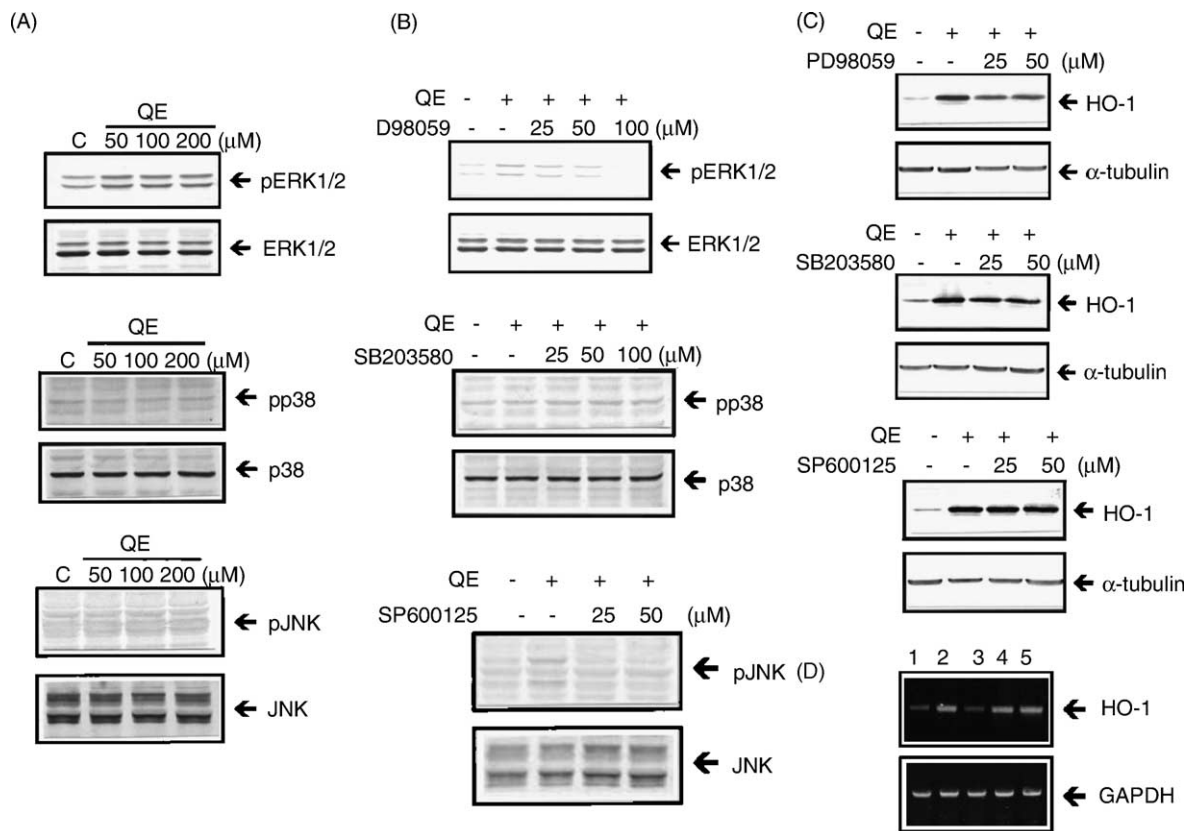 (A)
QE
C 50 100 200 (μM)
pERK1/2
ERK1/2
QE
C 50 100 200 (μM)
pp38
p38
QE
C 50 100 200 (μM)
pJNK
JNK
(B)
QE - + + + +
D98059 - - 25 50 100 (μM)
pERK1/2
ERK1/2
QE - + + + +
SB203580 - - 25 50 100 (μM)
pp38
p38
QE - + + +
SP600125 - - 25 50 (μM)
pJNK (D)
JNK
(C)
QE - + + +
PD98059 - - 25 50 (μM)
HO-1
α-tubulin
QE - + + +
SB203580 - - 25 50 (μM)
HO-1
α-tubulin
QE - + + +
SP600125 - - 25 50 (μM)
HO-1
α-tubulin
1 2 3 4 5
HO-1
GAPDH